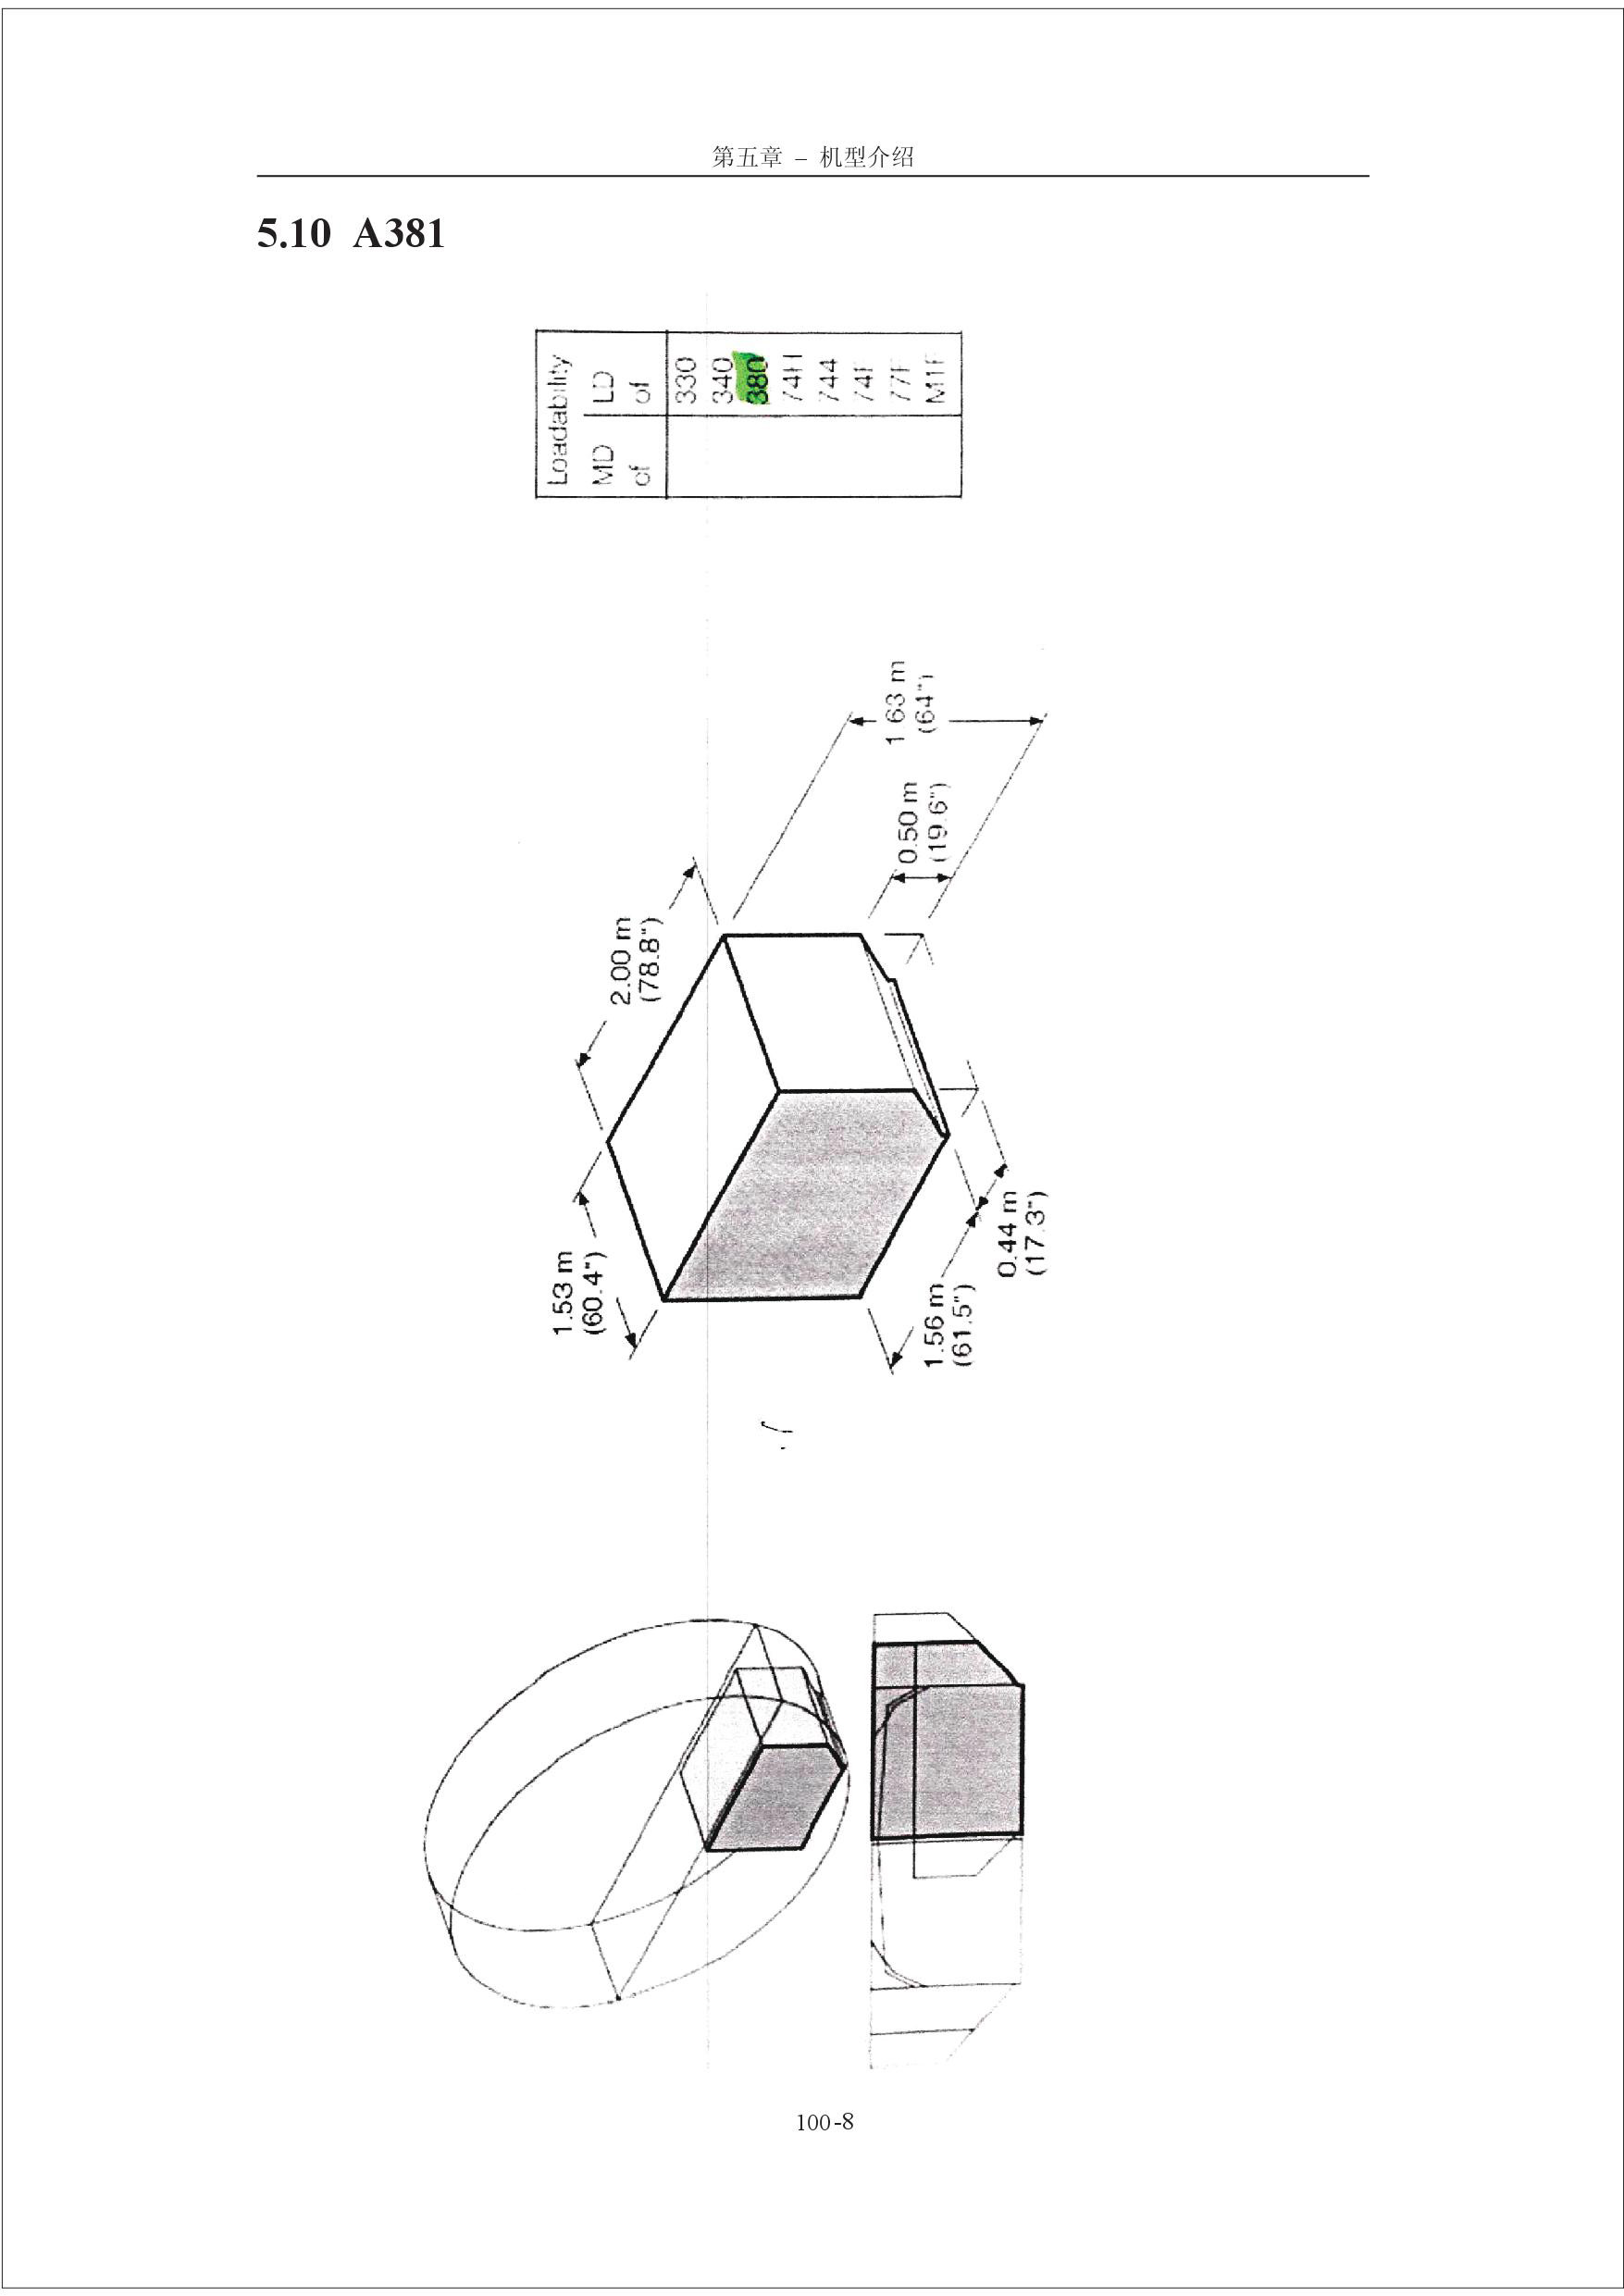 第五章 – 机型介绍
5.10 A381
Loadability
MD LD
of of
330
340
380
74H
744
74F
77F
M1F
2.00 m
(78.8")
1.53 m
(60.4")
1.63 m
(64")
0.50 m
(19.6")
1.56 m
(61.5")
0.44 m
(17.3")
100-8